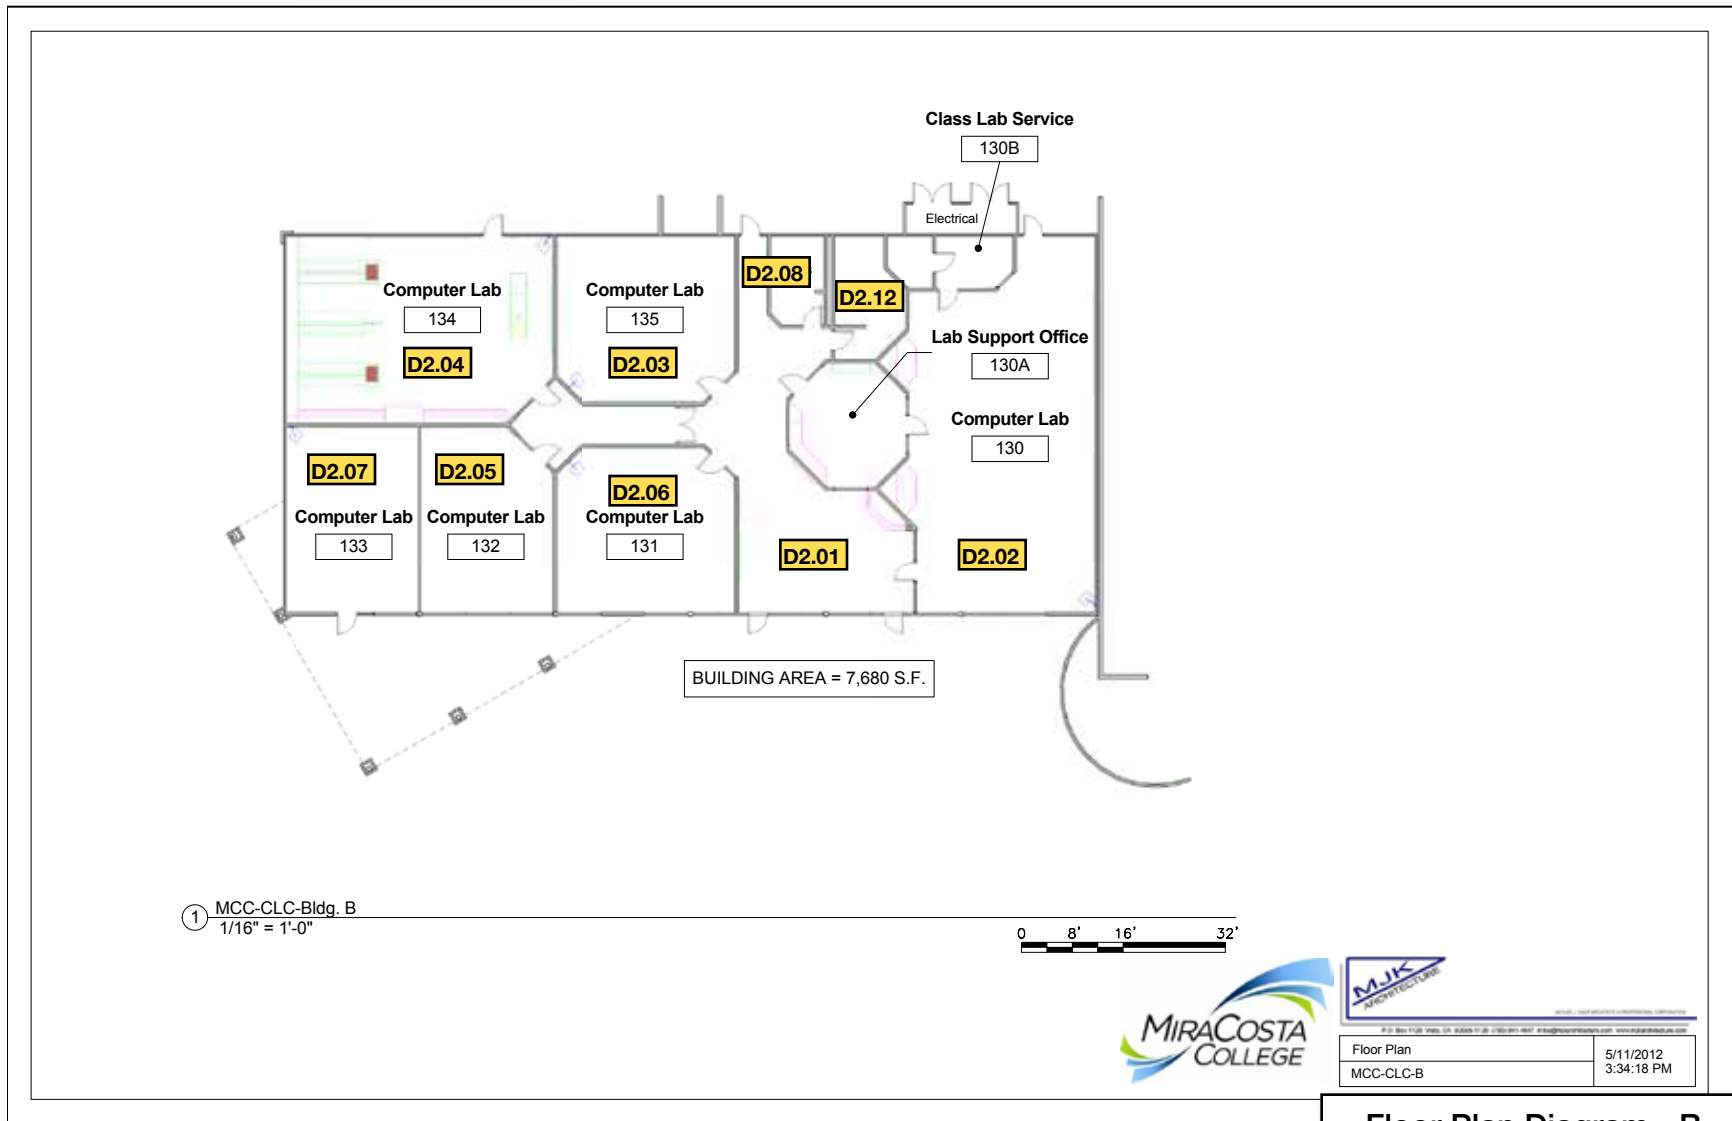 Class Lab Service
130B
Electrical
D2.08
D2.12
Computer Lab
134
D2.04
Computer Lab
135
D2.03
Lab Support Office
130A
Computer Lab
130
D2.07
Computer Lab
133
D2.05
Computer Lab
132
D2.06
Computer Lab
131
D2.01
D2.02
BUILDING AREA = 7,680 S.F.
1
MCC-CLC-Bldg. B
1/16" = 1'-0"
0 8' 16' 32'
MIRACOSTA
COLLEGE
MJK
ARCHITECTURE
Floor Plan
MCC-CLC-B
5/11/2012
3:34:18 PM